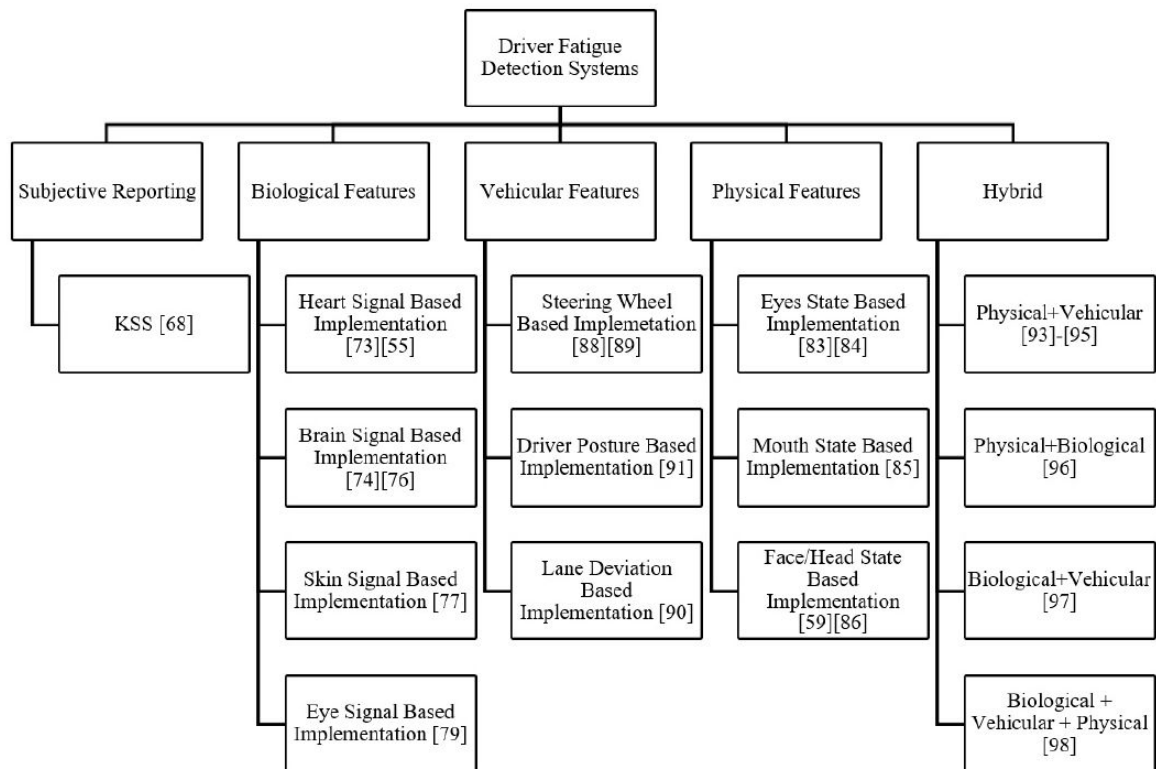 Driver Fatigue
Detection Systems
Subjective Reporting
Biological Features
Vehicular Features
Physical Features
Hybrid
KSS [68]
Heart Signal Based
Implementation
[73][55]
Brain Signal Based
Implementation
[74][76]
Skin Signal Based
Implementation [77]
Eye Signal Based
Implementation [79]
Steering Wheel
Based Implemetation
[88][89]
Driver Posture Based
Implementation [91]
Lane Deviation
Based
Implementation [90]
Eyes State Based
Implementation
[83][84]
Mouth State Based
Implementation [85]
Face/Head State
Based
Implementation
[59][86]
Physical+Vehicular
[93]-[95]
Physical+Biological
[96]
Biological+Vehicular
[97]
Biological +
Vehicular + Physical
[98]